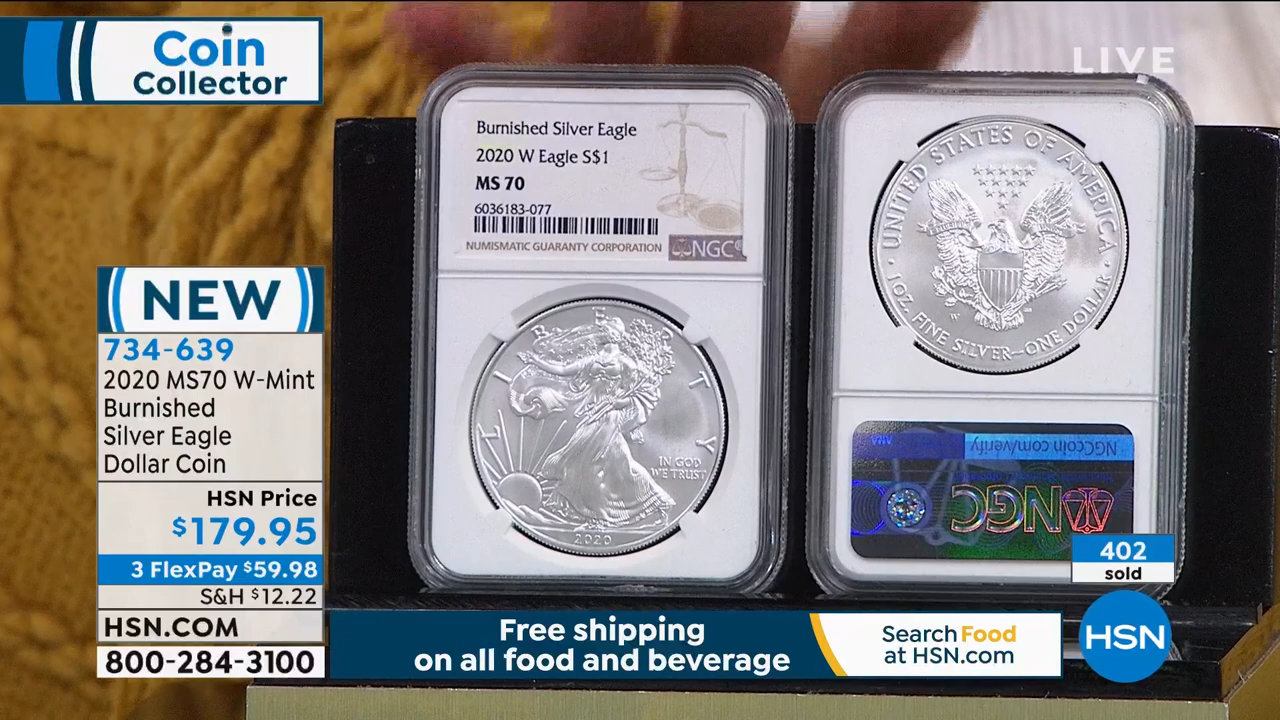 Coin
Collector
LIVE
Burnished Silver Eagle
2020 W Eagle S$1
MS 70
6036183-077
NUMISMATIC GUARANTY CORPORATION
NGC®
LIBERTY
IN GOD
WE TRUST
2020
UNITED STATES OF AMERICA
W
1 OZ. FINE SILVER~ONE DOLLAR
NGCcoin.com/verify
NGC
NEW
734-639
2020 MS70 W-Mint
Burnished
Silver Eagle
Dollar Coin
HSN Price
$179.95
3 FlexPay $59.98
S&H $12.22
HSN.COM
800-284-3100
402
sold
Free shipping
on all food and beverage
Search Food
at HSN.com
HSN